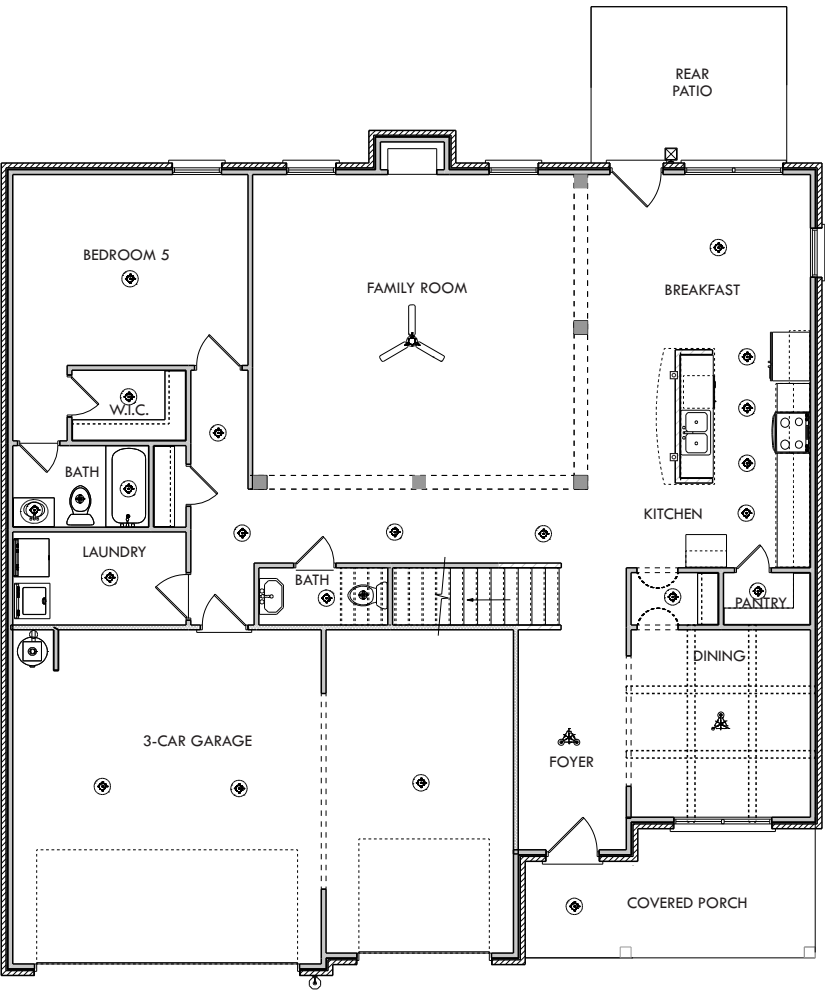 REAR
PATIO
BEDROOM 5
FAMILY ROOM
BREAKFAST
W.I.C.
BATH
KITCHEN
LAUNDRY
BATH
PANTRY
DINING
3-CAR GARAGE
FOYER
COVERED PORCH